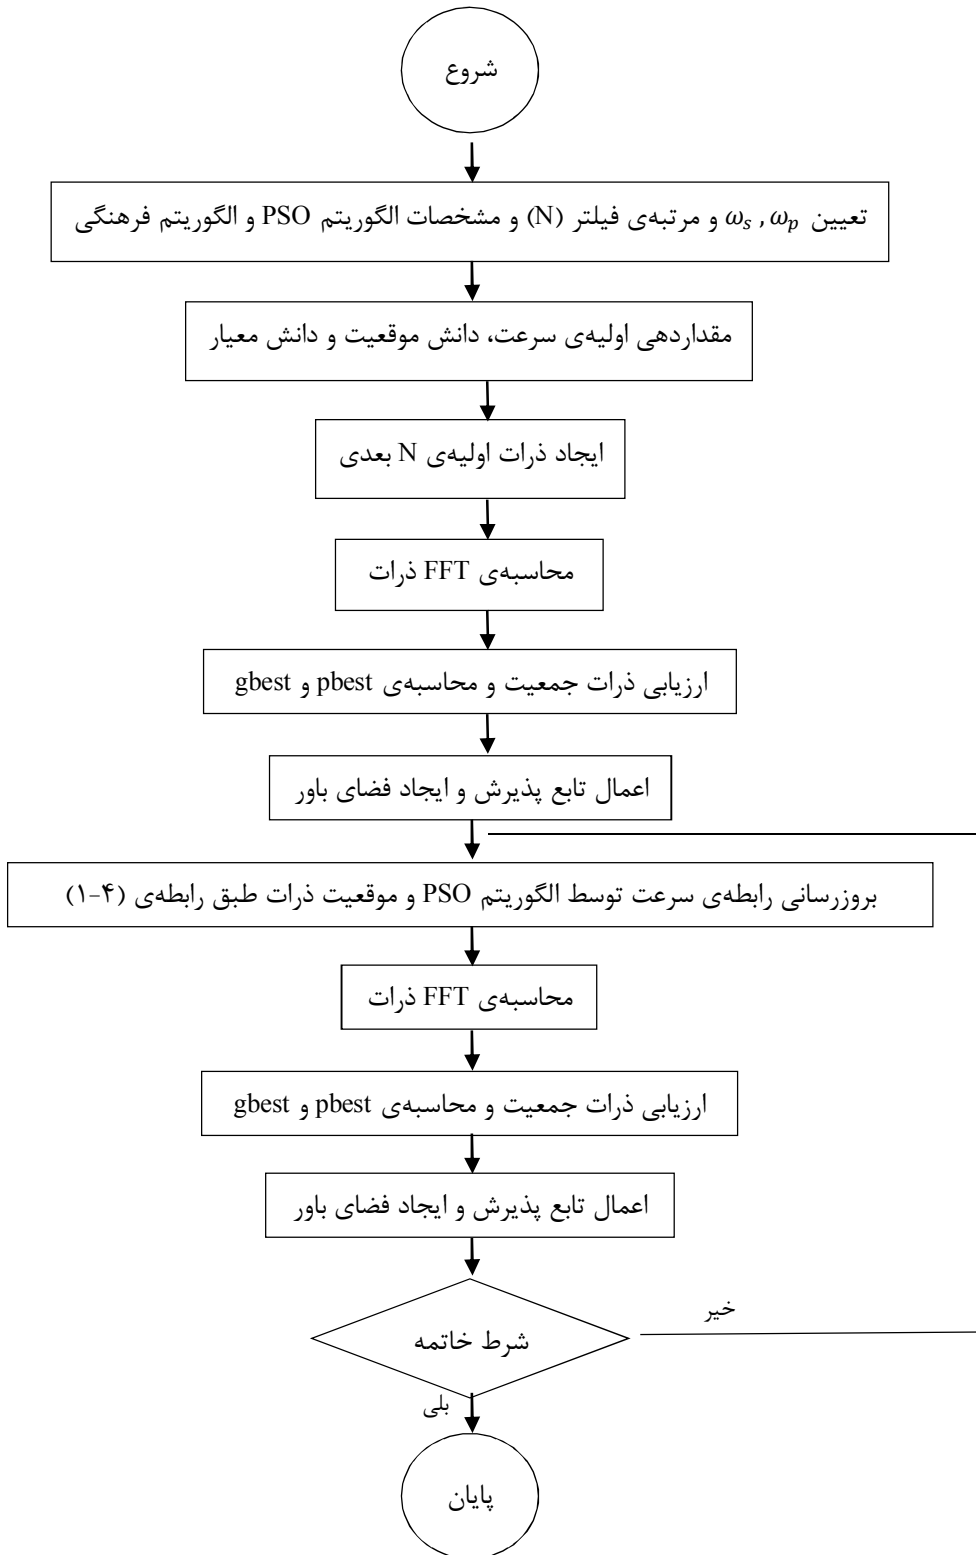 شروع
تعیین ω_s , ω_p و مرتبه‌ی فیلتر (N) و مشخصات الگوریتم PSO و الگوریتم فرهنگی
مقداردهی اولیه‌ی سرعت، دانش موقعیت و دانش معیار
ایجاد ذرات اولیه‌ی N بعدی
محاسبه‌ی FFT ذرات
ارزیابی ذرات جمعیت و محاسبه‌ی pbest و gbest
اعمال تابع پذیرش و ایجاد فضای باور
بروزرسانی رابطه‌ی سرعت توسط الگوریتم PSO و موقعیت ذرات طبق رابطه‌ی (۴-۱)
محاسبه‌ی FFT ذرات
ارزیابی ذرات جمعیت و محاسبه‌ی pbest و gbest
اعمال تابع پذیرش و ایجاد فضای باور
شرط خاتمه
خیر
بلی
پایان